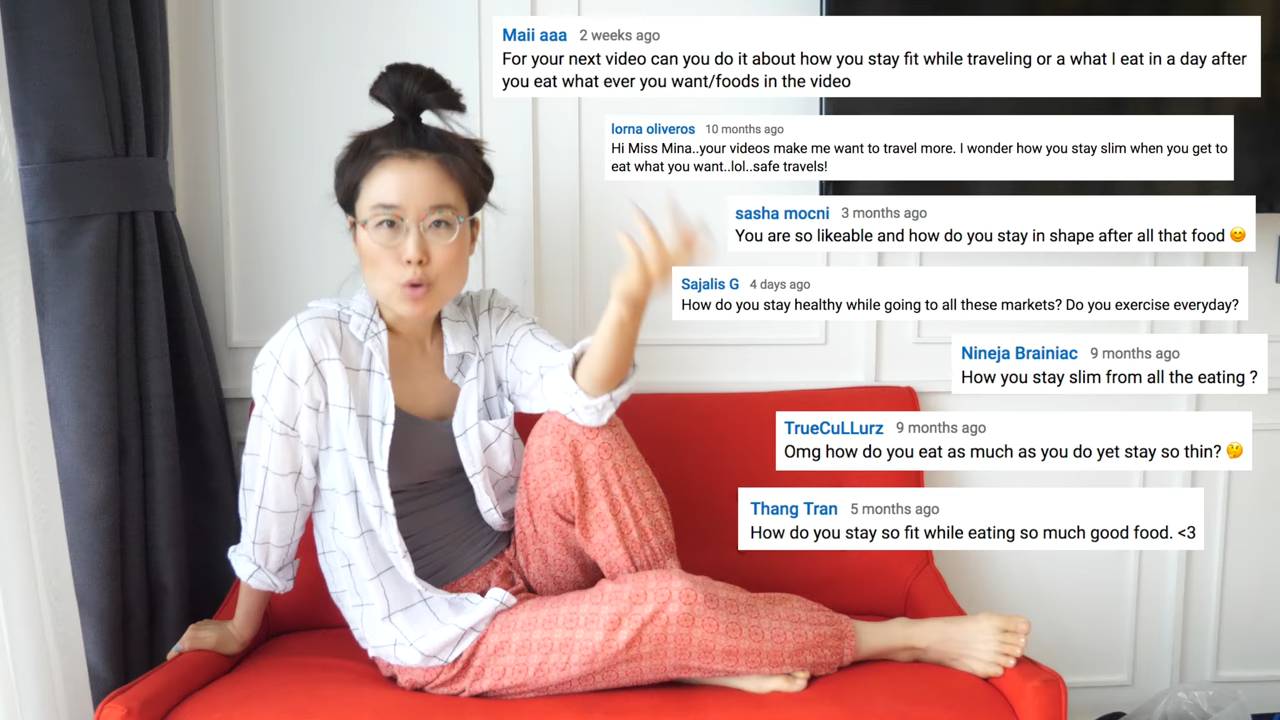 Maii aaa 2 weeks ago
For your next video can you do it about how you stay fit while traveling or a what I eat in a day after
you eat what ever you want/foods in the video
lorna oliveros 10 months ago
Hi Miss Mina..your videos make me want to travel more. I wonder how you stay slim when you get to
eat what you want..lol..safe travels!
sasha mocni 3 months ago
You are so likeable and how do you stay in shape after all that food 😊
Sajalis G 4 days ago
How do you stay healthy while going to all these markets? Do you exercise everyday?
Nineja Brainiac 9 months ago
How you stay slim from all the eating ?
TrueCuLLurz 9 months ago
Omg how do you eat as much as you do yet stay so thin? 🤔
Thang Tran 5 months ago
How do you stay so fit while eating so much good food. <3